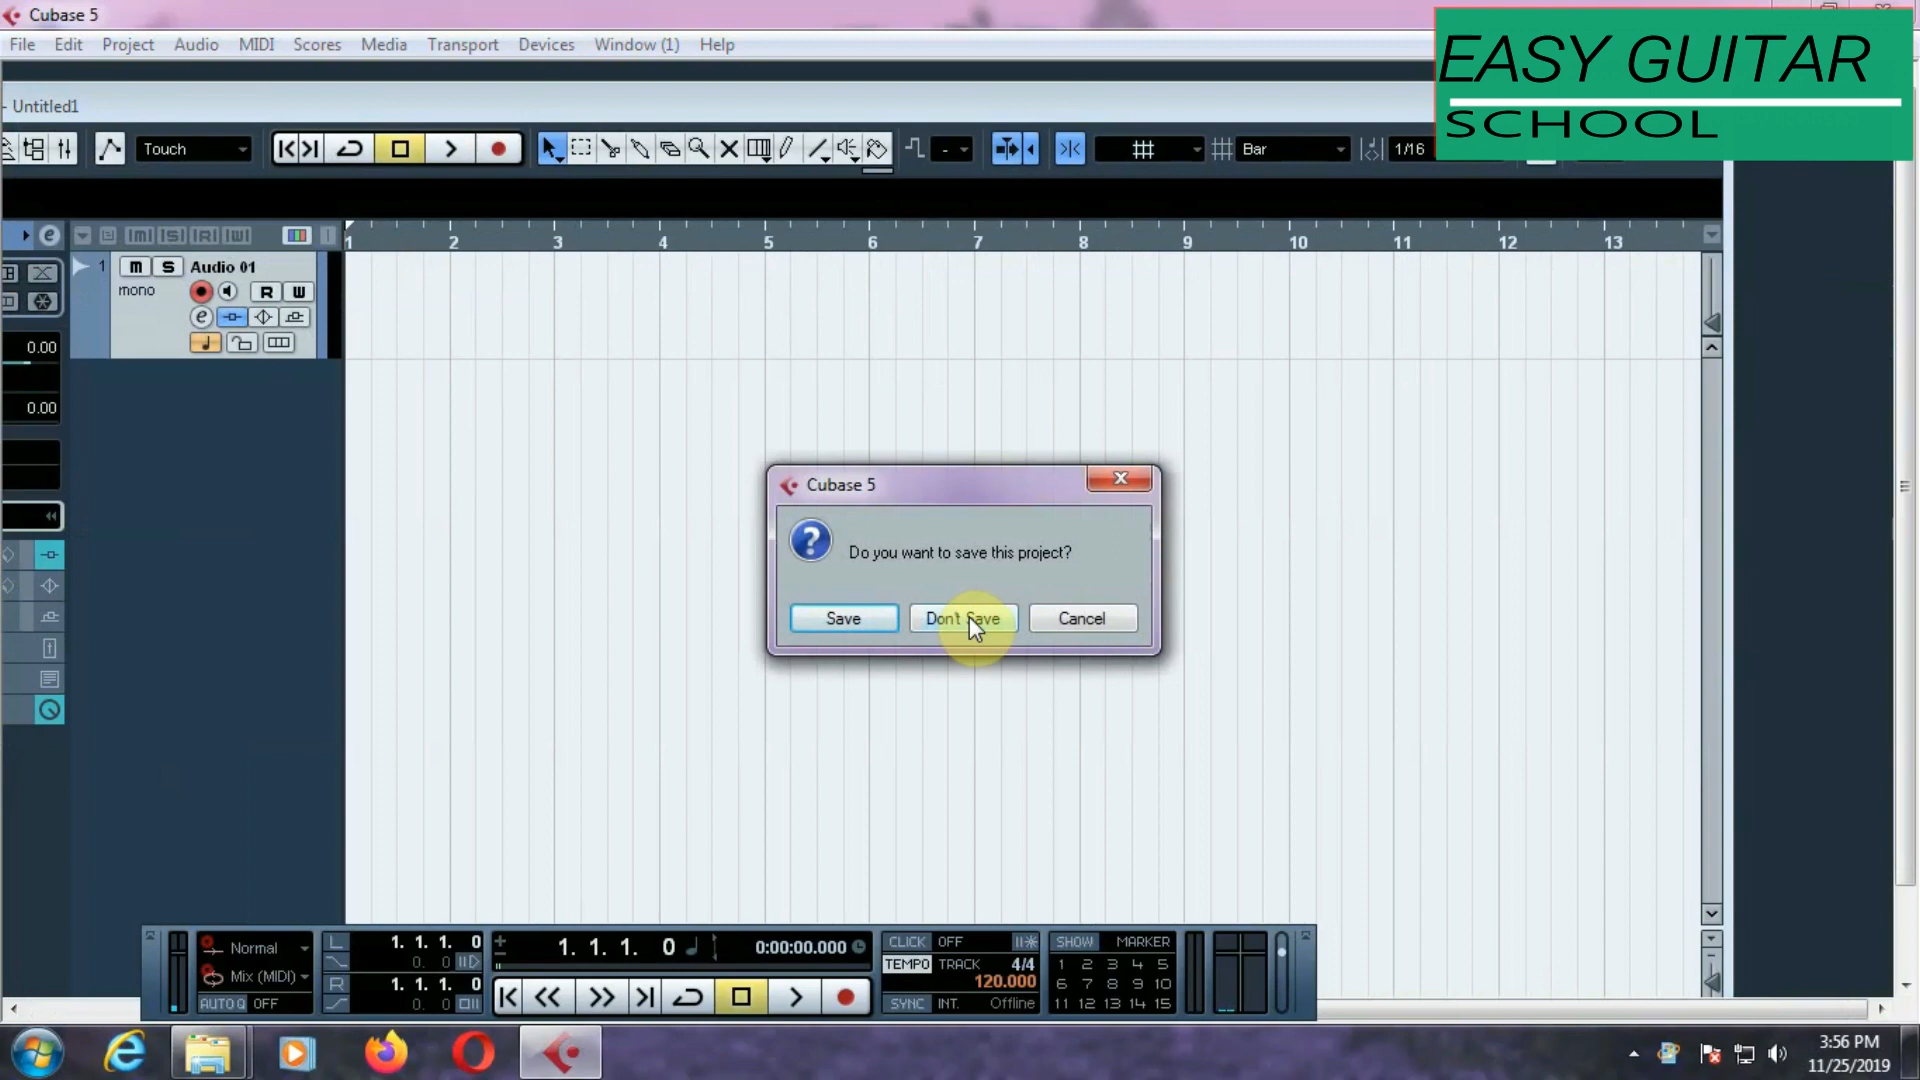 Cubase 5
File Edit Project Audio MIDI Scores Media Transport Devices Window (1) Help
EASY GUITAR
SCHOOL
- Untitled1
Touch
-
Bar
1/16
1 2 3 4 5 6 7 8 9 10 11 12 13
1 m S Audio 01
mono
R W
e
0.00
0.00
Cubase 5
Do you want to save this project?
Save Don't Save Cancel
Normal
Mix (MIDI)
AUTO Q OFF
L 1. 1. 1. 0
0. 0
R 1. 1. 1. 0
0. 0
1. 1. 1. 0
0:00:00.000
CLICK OFF
TEMPO TRACK 4/4
120.000
SYNC INT. Offline
SHOW MARKER
1 2 3 4 5
6 7 8 9 10
11 12 13 14 15
3:56 PM
11/25/2019